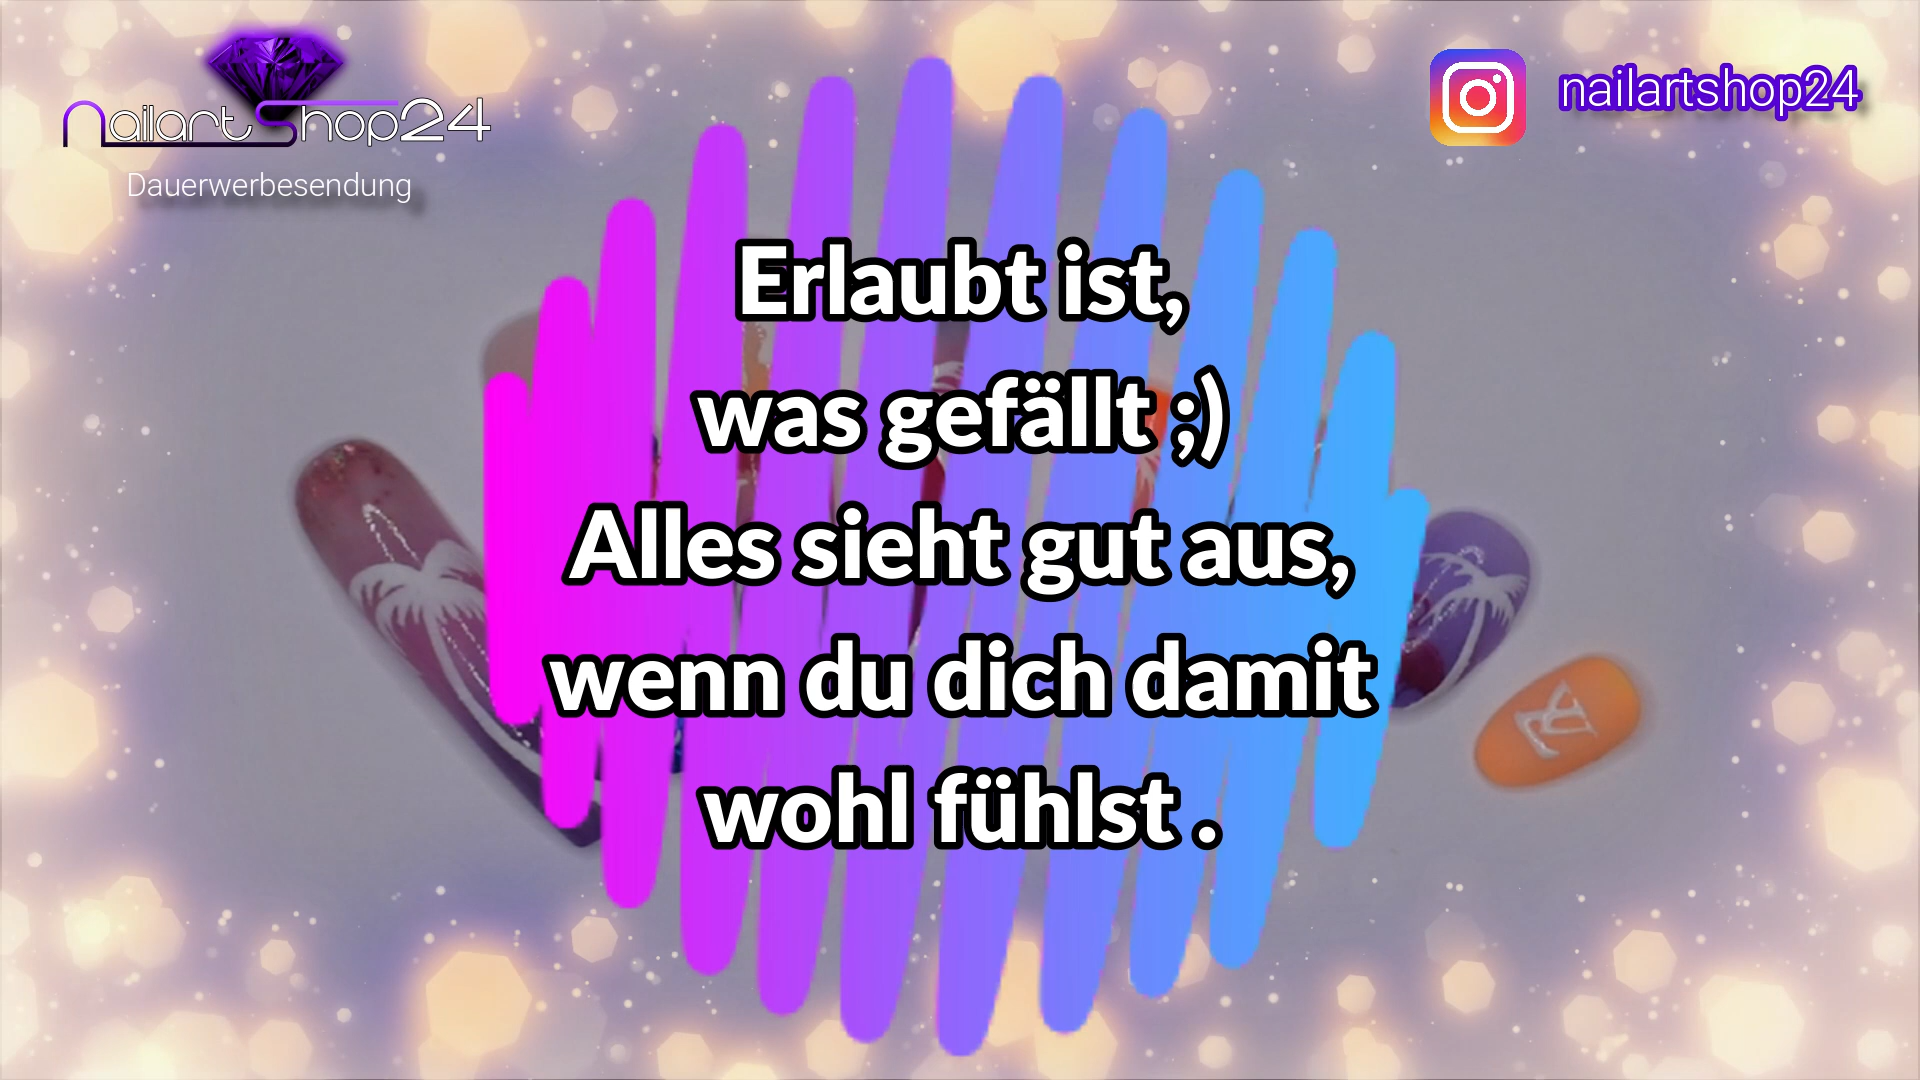 nailartshop24
nailartshop24
Dauerwerbesendung
Erlaubt ist,
was gefällt ;)
Alles sieht gut aus,
wenn du dich damit
wohl fühlst .